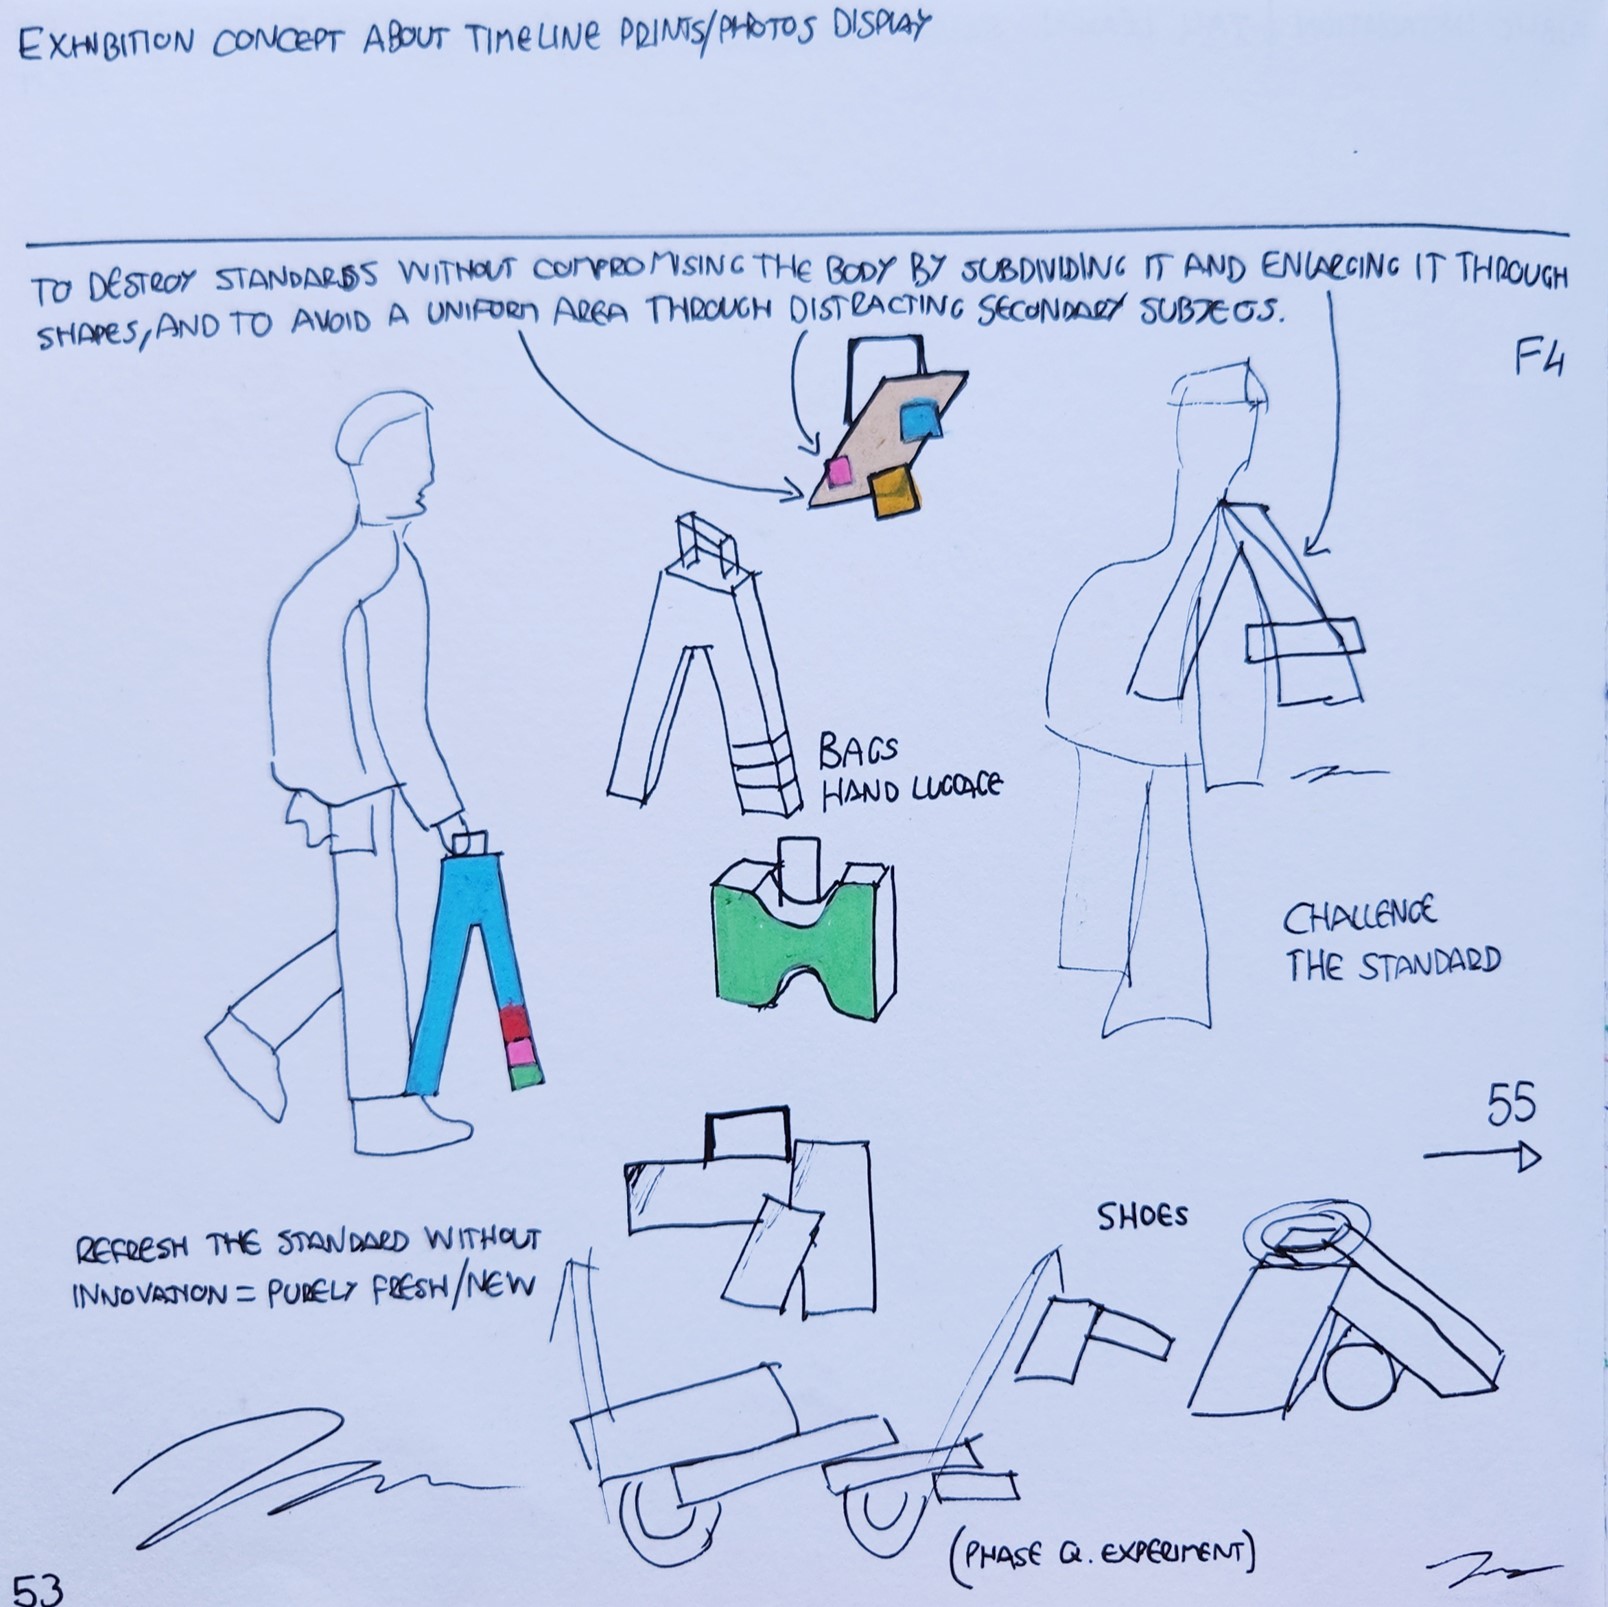 EXHIBITION CONCEPT ABOUT TIMELINE PRINTS/PHOTOS DISPLAY
TO DESTROY STANDARDS WITHOUT COMPROMISING THE BODY BY SUBDIVIDING IT AND ENLARGING IT THROUGH
SHAPES, AND TO AVOID A UNIFORM AREA THROUGH DISTRACTING SECONDARY SUBJECTS.
F4
BAGS
HAND LUGGAGE
CHALLENGE
THE STANDARD
55
SHOES
REFRESH THE STANDARD WITHOUT
INNOVATION = PURELY FRESH/NEW
(PHASE Q. EXPERIMENT)
53